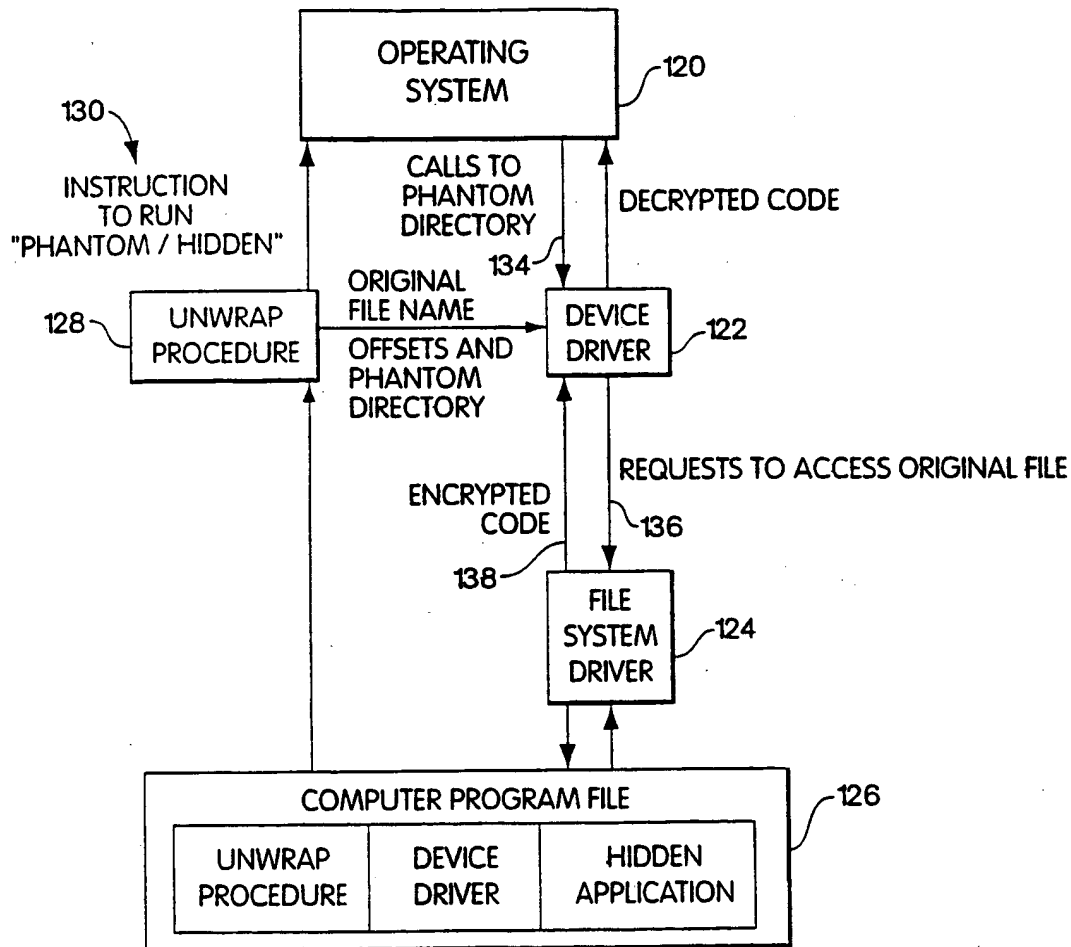 OPERATING
SYSTEM
120
130
INSTRUCTION
TO RUN
"PHANTOM / HIDDEN"
CALLS TO
PHANTOM
DIRECTORY
134
DECRYPTED CODE
128
UNWRAP
PROCEDURE
ORIGINAL
FILE NAME
OFFSETS AND
PHANTOM
DIRECTORY
DEVICE
DRIVER
122
ENCRYPTED
CODE
138
REQUESTS TO ACCESS ORIGINAL FILE
136
FILE
SYSTEM
DRIVER
124
COMPUTER PROGRAM FILE
126
UNWRAP
PROCEDURE
DEVICE
DRIVER
HIDDEN
APPLICATION